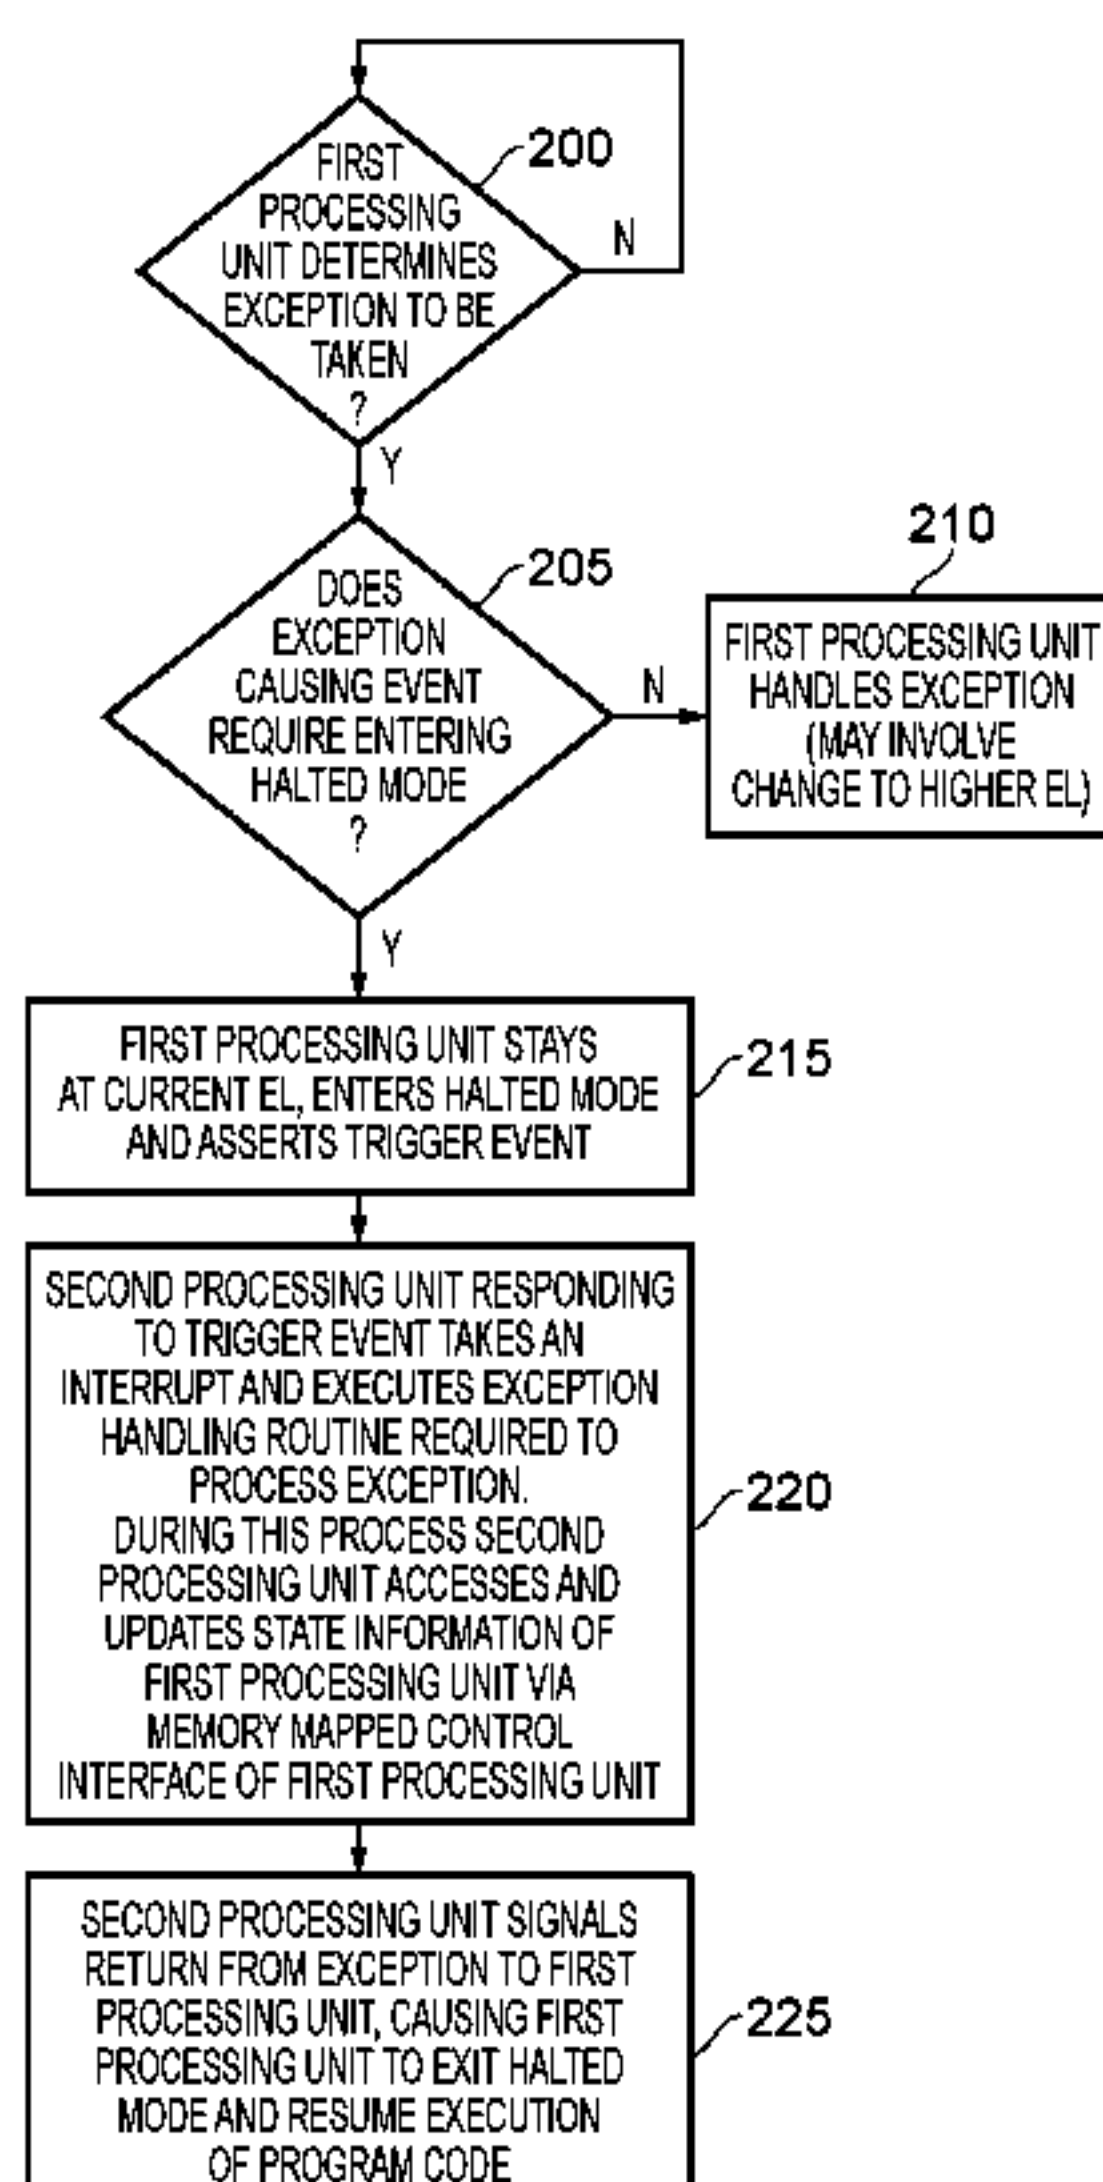 FIRST
PROCESSING
UNIT DETERMINES
EXCEPTION TO BE
TAKEN
?
200
N
Y
DOES
EXCEPTION
CAUSING EVENT
REQUIRE ENTERING
HALTED MODE
?
205
N
210
FIRST PROCESSING UNIT
HANDLES EXCEPTION
(MAY INVOLVE
CHANGE TO HIGHER EL)
Y
FIRST PROCESSING UNIT STAYS
AT CURRENT EL, ENTERS HALTED MODE
AND ASSERTS TRIGGER EVENT
215
SECOND PROCESSING UNIT RESPONDING
TO TRIGGER EVENT TAKES AN
INTERRUPT AND EXECUTES EXCEPTION
HANDLING ROUTINE REQUIRED TO
PROCESS EXCEPTION.
DURING THIS PROCESS SECOND
PROCESSING UNIT ACCESSES AND
UPDATES STATE INFORMATION OF
FIRST PROCESSING UNIT VIA
MEMORY MAPPED CONTROL
INTERFACE OF FIRST PROCESSING UNIT
220
SECOND PROCESSING UNIT SIGNALS
RETURN FROM EXCEPTION TO FIRST
PROCESSING UNIT, CAUSING FIRST
PROCESSING UNIT TO EXIT HALTED
MODE AND RESUME EXECUTION
OF PROGRAM CODE
225